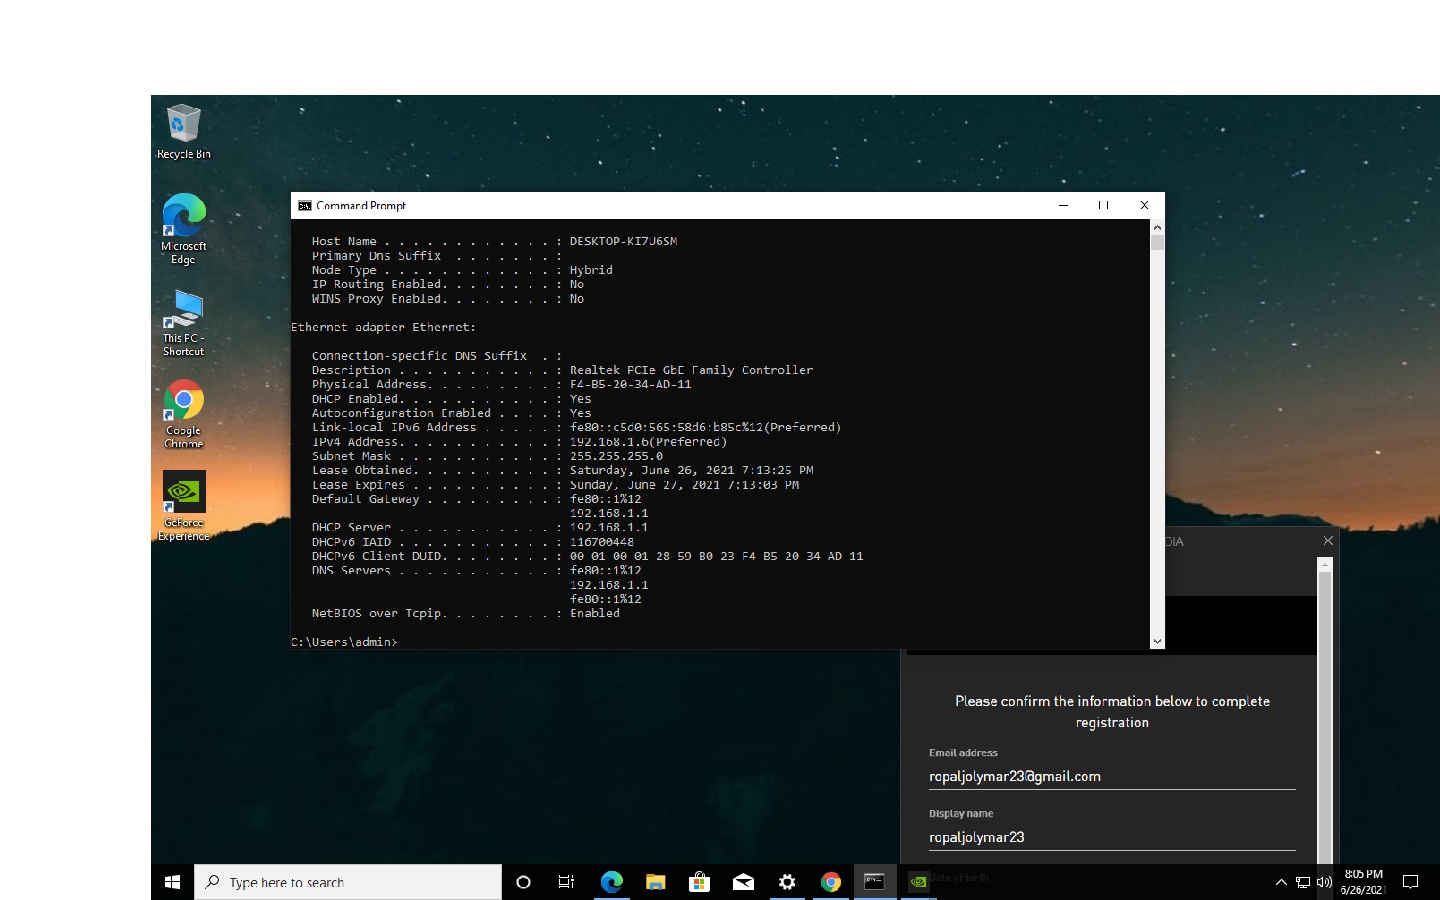 Recycle Bin
Microsoft
Edge
This PC -
Shortcut
Google
Chrome
GeForce
Experience
Command Prompt
Host Name . . . . . . . . . . . . : DESKTOP-KI7U6SM
Primary Dns Suffix  . . . . . . . :
Node Type . . . . . . . . . . . . : Hybrid
IP Routing Enabled. . . . . . . . : No
WINS Proxy Enabled. . . . . . . . : No
Ethernet adapter Ethernet:
Connection-specific DNS Suffix  . :
Description . . . . . . . . . . . : Realtek PCIe GbE Family Controller
Physical Address. . . . . . . . . : F4-B5-20-34-AD-11
DHCP Enabled. . . . . . . . . . . : Yes
Autoconfiguration Enabled . . . . : Yes
Link-local IPv6 Address . . . . . : fe80::c5d0:565:58d6:b85c%12(Preferred)
IPv4 Address. . . . . . . . . . . : 192.168.1.6(Preferred)
Subnet Mask . . . . . . . . . . . : 255.255.255.0
Lease Obtained. . . . . . . . . . : Saturday, June 26, 2021 7:13:25 PM
Lease Expires . . . . . . . . . . : Sunday, June 27, 2021 7:13:03 PM
Default Gateway . . . . . . . . . : fe80::1%12
192.168.1.1
DHCP Server . . . . . . . . . . . : 192.168.1.1
DHCPv6 IAID . . . . . . . . . . . : 116700448
DHCPv6 Client DUID. . . . . . . . : 00-01-00-01-28-59-B0-23-F4-B5-20-34-AD-11
DNS Servers . . . . . . . . . . . : fe80::1%12
192.168.1.1
fe80::1%12
NetBIOS over Tcpip. . . . . . . . : Enabled
C:\Users\admin>
DIA
Please confirm the information below to complete
registration
Email address
ropaljolymar23@gmail.com
Display name
ropaljolymar23
Date of birth
Type here to search
8:05 PM
6/26/2021